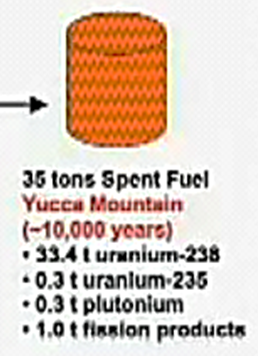 35 tons Spent Fuel
Yucca Mountain
(~10,000 years)
• 33.4 t uranium-238
• 0.3 t uranium-235
• 0.3 t plutonium
• 1.0 t fission products